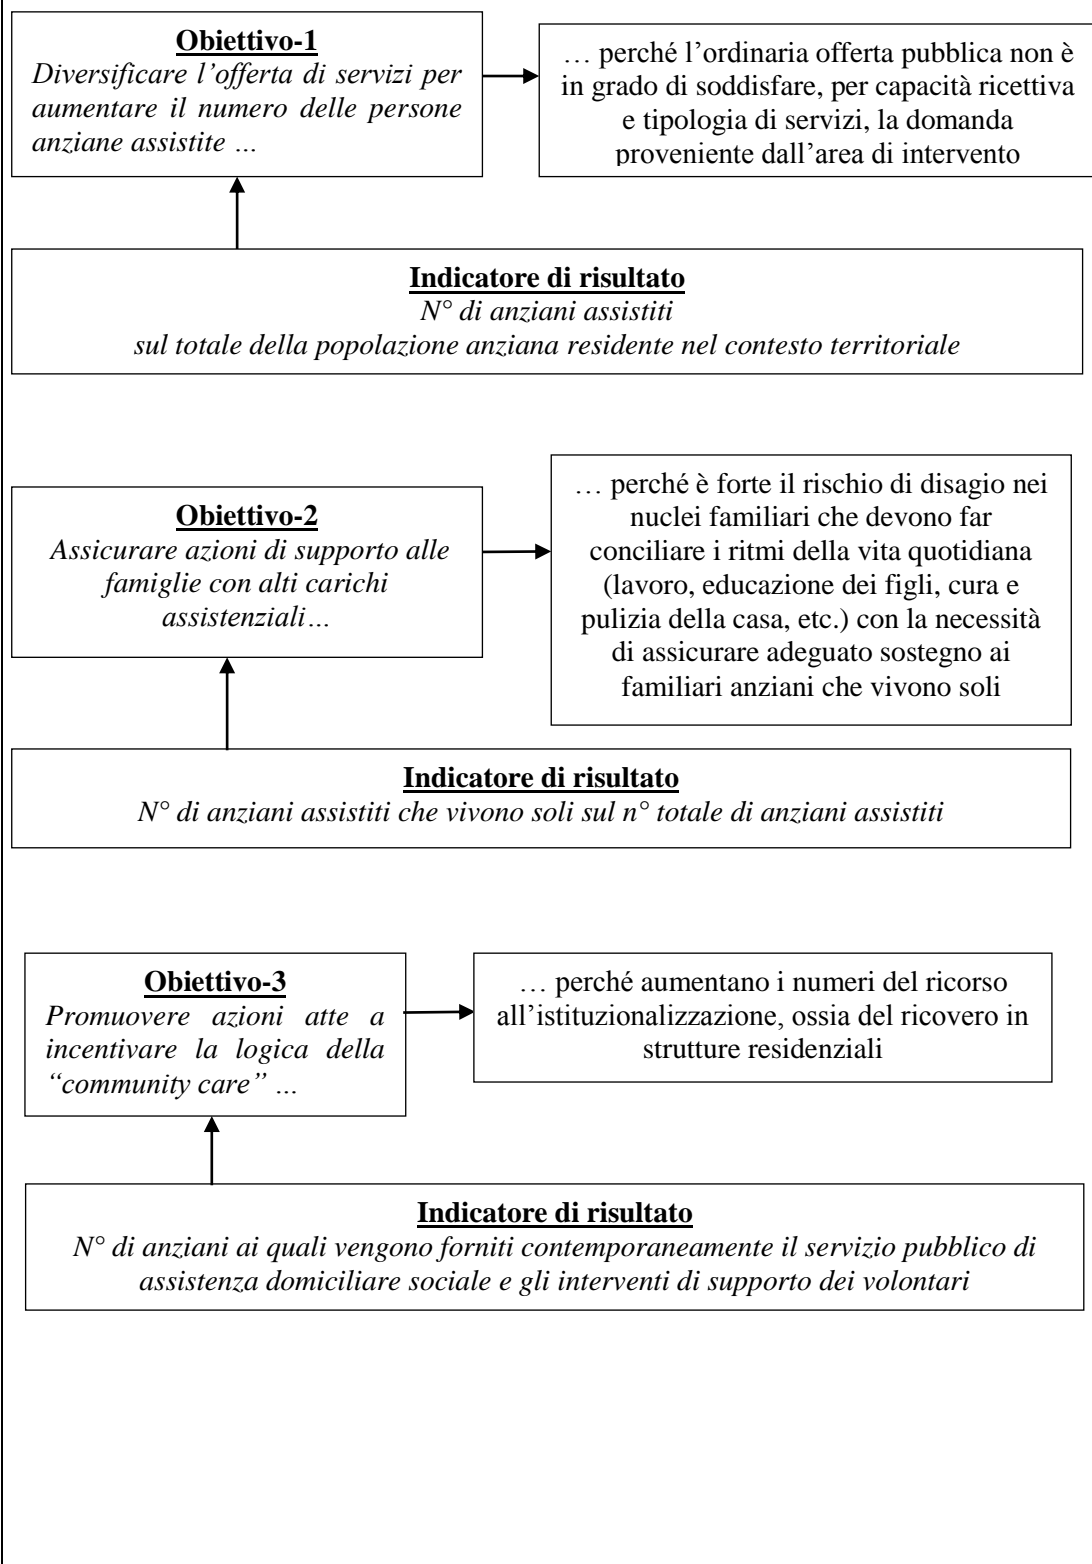 Obiettivo-1
Diversificare l’offerta di servizi per
aumentare il numero delle persone
anziane assistite …
… perché l’ordinaria offerta pubblica non è
in grado di soddisfare, per capacità ricettiva
e tipologia di servizi, la domanda
proveniente dall’area di intervento
Indicatore di risultato
N° di anziani assistiti
sul totale della popolazione anziana residente nel contesto territoriale
Obiettivo-2
Assicurare azioni di supporto alle
famiglie con alti carichi
assistenziali…
… perché è forte il rischio di disagio nei
nuclei familiari che devono far
conciliare i ritmi della vita quotidiana
(lavoro, educazione dei figli, cura e
pulizia della casa, etc.) con la necessità
di assicurare adeguato sostegno ai
familiari anziani che vivono soli
Indicatore di risultato
N° di anziani assistiti che vivono soli sul n° totale di anziani assistiti
Obiettivo-3
Promuovere azioni atte a
incentivare la logica della
“community care” …
… perché aumentano i numeri del ricorso
all’istituzionalizzazione, ossia del ricovero in
strutture residenziali
Indicatore di risultato
N° di anziani ai quali vengono forniti contemporaneamente il servizio pubblico di
assistenza domiciliare sociale e gli interventi di supporto dei volontari